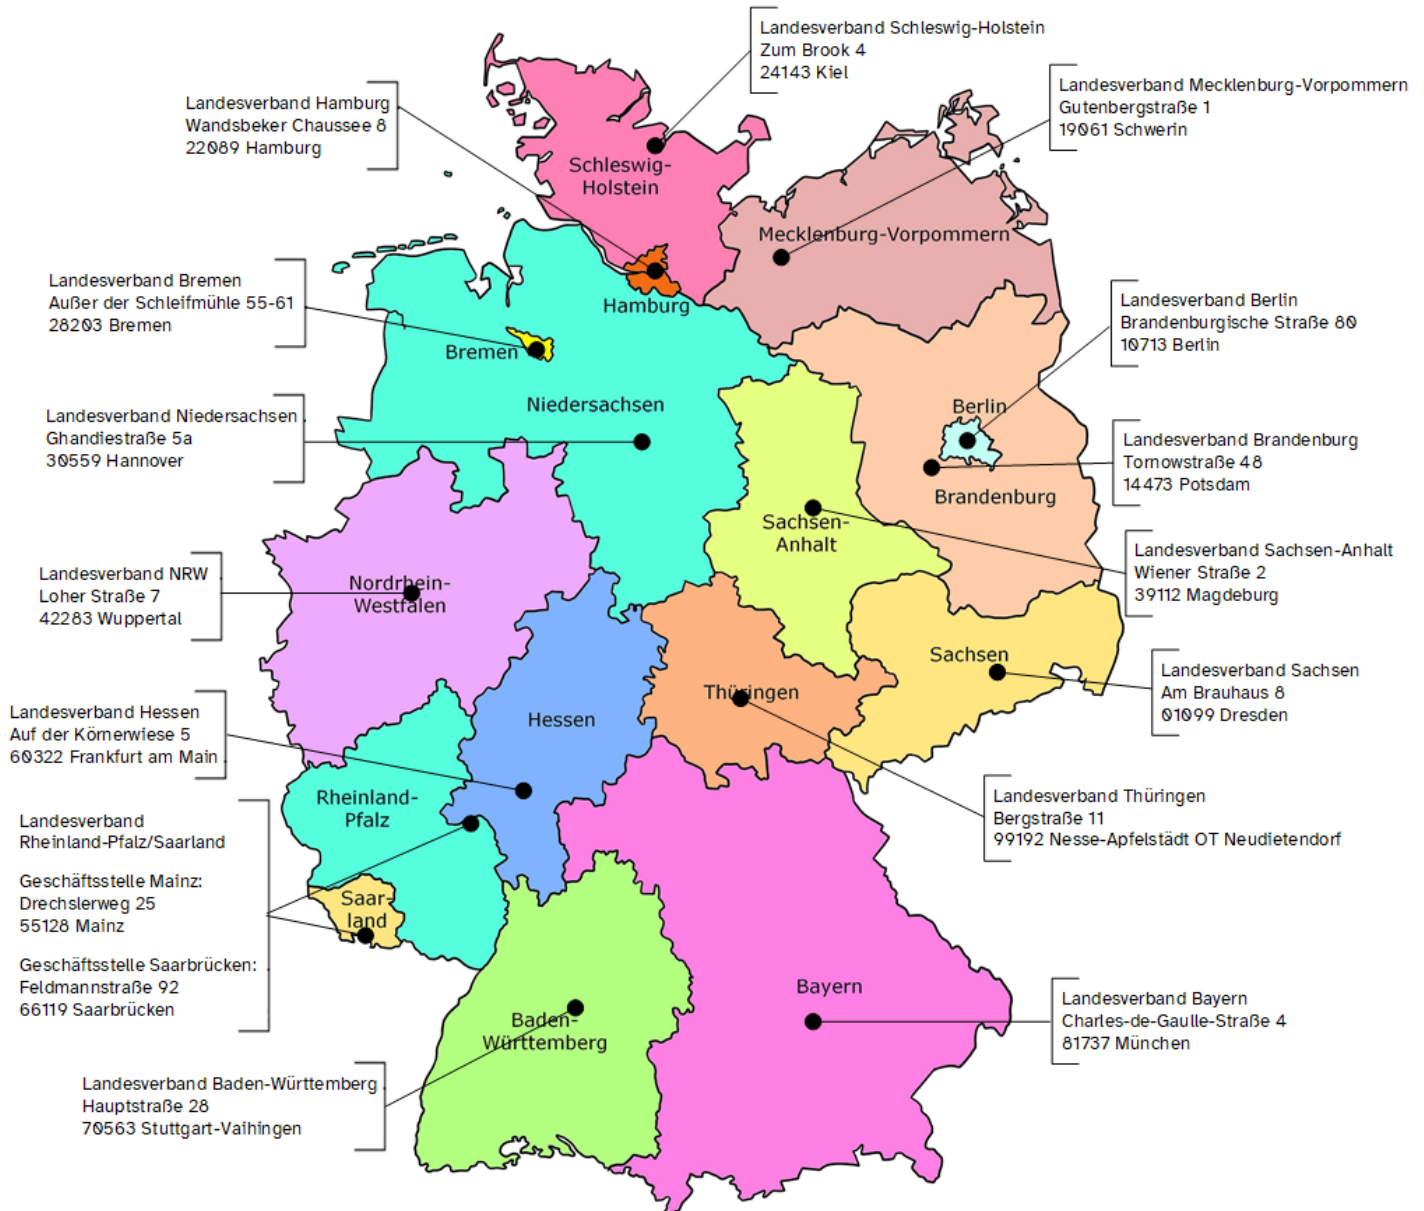 Landesverband Schleswig-Holstein
Zum Brook 4
24143 Kiel
Landesverband Mecklenburg-Vorpommern
Gutenbergstraße 1
19061 Schwerin
Landesverband Hamburg
Wandsbeker Chaussee 8
22089 Hamburg
Schleswig-
Holstein
Mecklenburg-Vorpommern
Hamburg
Landesverband Bremen
Außer der Schleifmühle 55-61
28203 Bremen
Bremen
Landesverband Berlin
Brandenburgische Straße 80
10713 Berlin
Landesverband Niedersachsen
Ghandiestraße 5a
30559 Hannover
Niedersachsen
Berlin
Landesverband Brandenburg
Tornowstraße 48
14473 Potsdam
Brandenburg
Sachsen-
Anhalt
Landesverband Sachsen-Anhalt
Wiener Straße 2
39112 Magdeburg
Landesverband NRW
Loher Straße 7
42283 Wuppertal
Nordrhein-
Westfalen
Sachsen
Landesverband Sachsen
Am Brauhaus 8
01099 Dresden
Thüringen
Hessen
Landesverband Hessen
Auf der Körnerwiese 5
60322 Frankfurt am Main
Rheinland-
Pfalz
Landesverband Thüringen
Bergstraße 11
99192 Nesse-Apfelstädt OT Neudietendorf
Landesverband
Rheinland-Pfalz/Saarland
Geschäftsstelle Mainz:
Drechslerweg 25
55128 Mainz
Geschäftsstelle Saarbrücken:
Feldmannstraße 92
66119 Saarbrücken
Saar-
land
Bayern
Landesverband Bayern
Charles-de-Gaulle-Straße 4
81737 München
Baden-
Württemberg
Landesverband Baden-Württemberg
Hauptstraße 28
70563 Stuttgart-Vaihingen